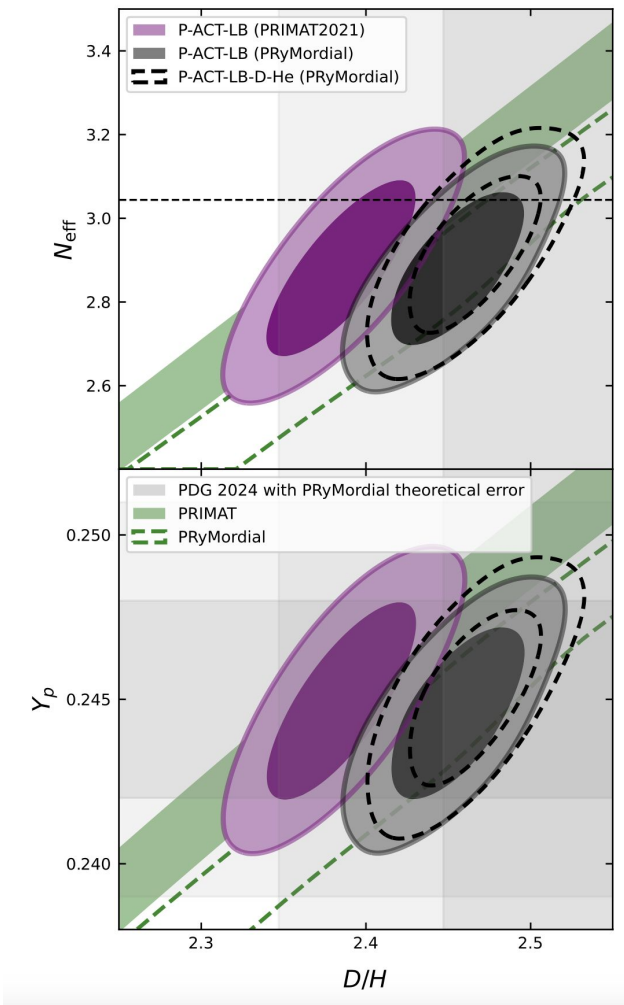 P-ACT-LB (PRIMAT2021)
P-ACT-LB (PRyMordial)
P-ACT-LB-D-He (PRyMordial)
3.4
3.2
3.0
2.8
2.6
N_eff
PDG 2024 with PRyMordial theoretical error
PRIMAT
PRyMordial
0.250
0.245
0.240
Y_p
2.3 2.4 2.5
D/H